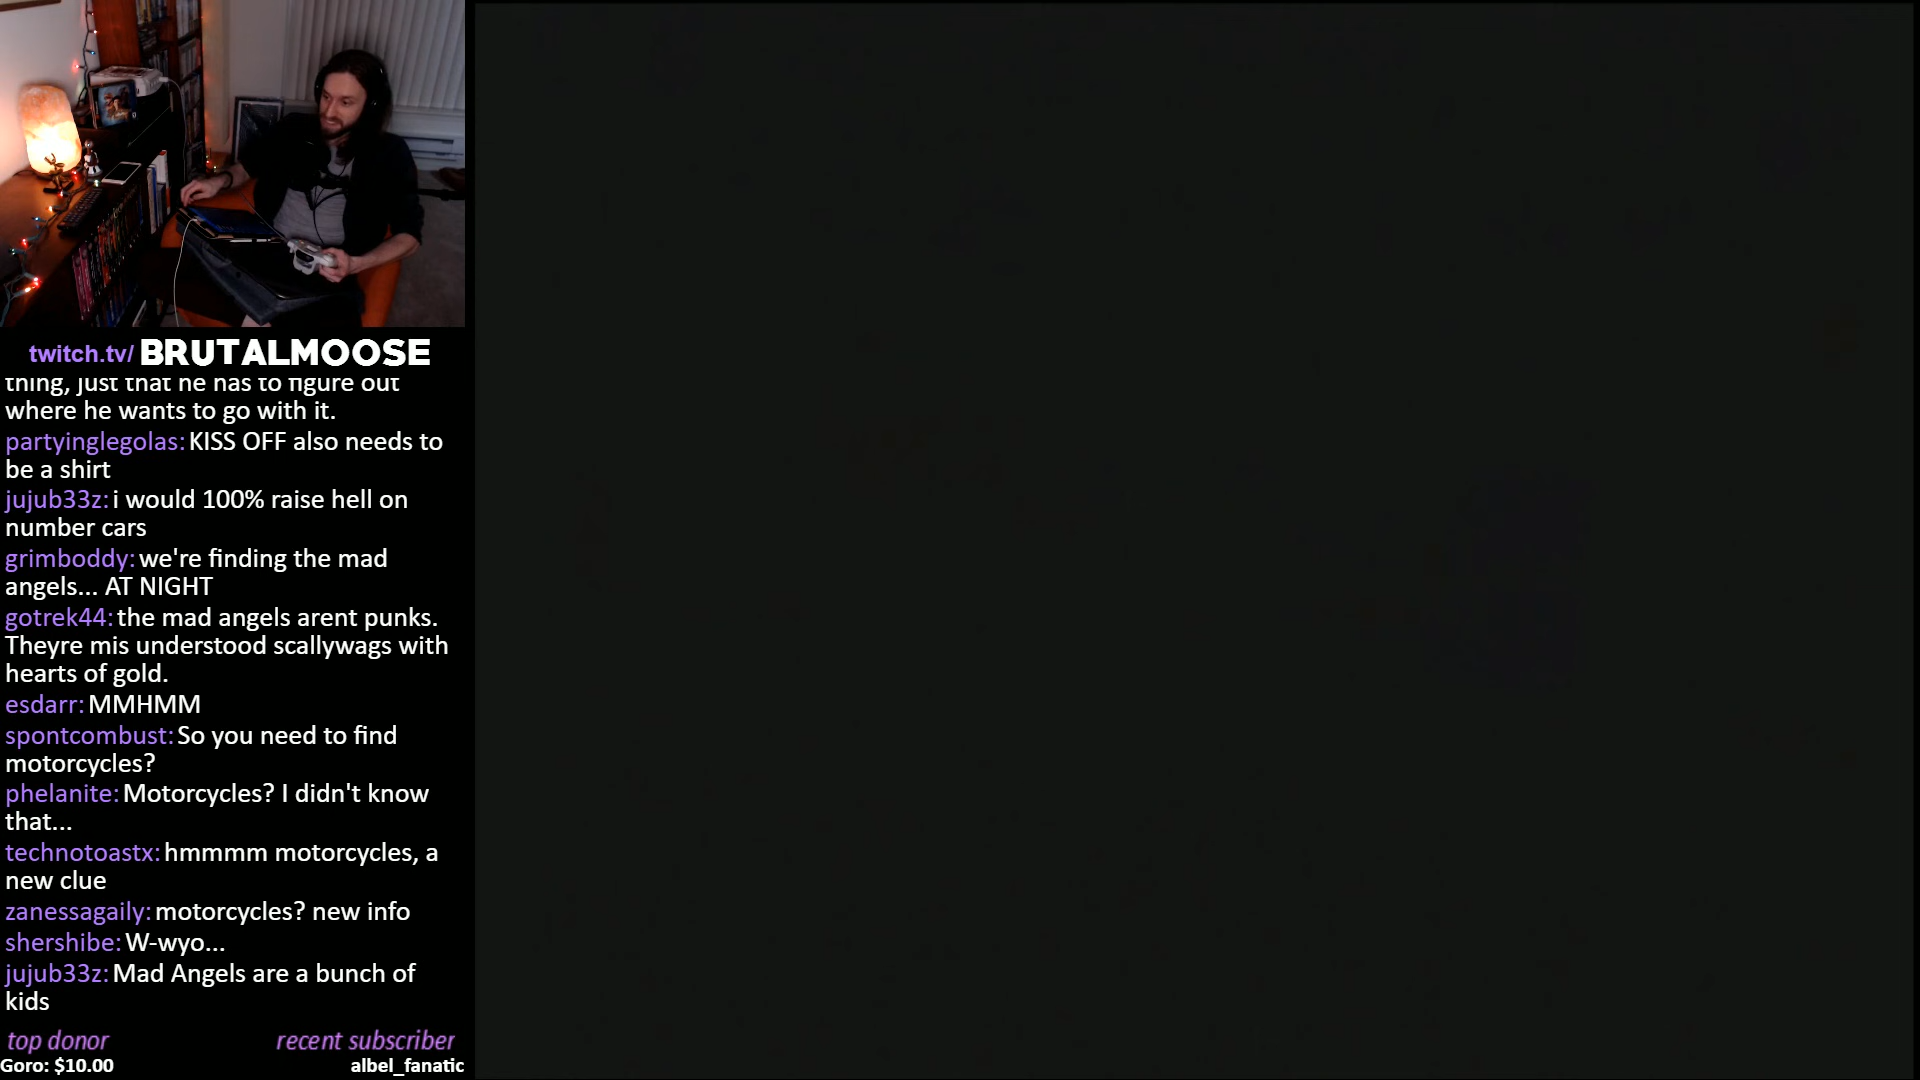 twitch.tv/ BRUTALMOOSE
thing, just that he has to figure out
where he wants to go with it.
partyinglegolas: KISS OFF also needs to
be a shirt
jujub33z: i would 100% raise hell on
number cars
grimboddy: we're finding the mad
angels... AT NIGHT
gotrek44: the mad angels arent punks.
Theyre mis understood scallywags with
hearts of gold.
esdarr: MMHMM
spontcombust: So you need to find
motorcycles?
phelanite: Motorcycles? I didn't know
that...
technotoastx: hmmmm motorcycles, a
new clue
zanessagaily: motorcycles? new info
shershibe: W-wyo...
jujub33z: Mad Angels are a bunch of
kids
top donor recent subscriber
Goro: $10.00 albel_fanatic